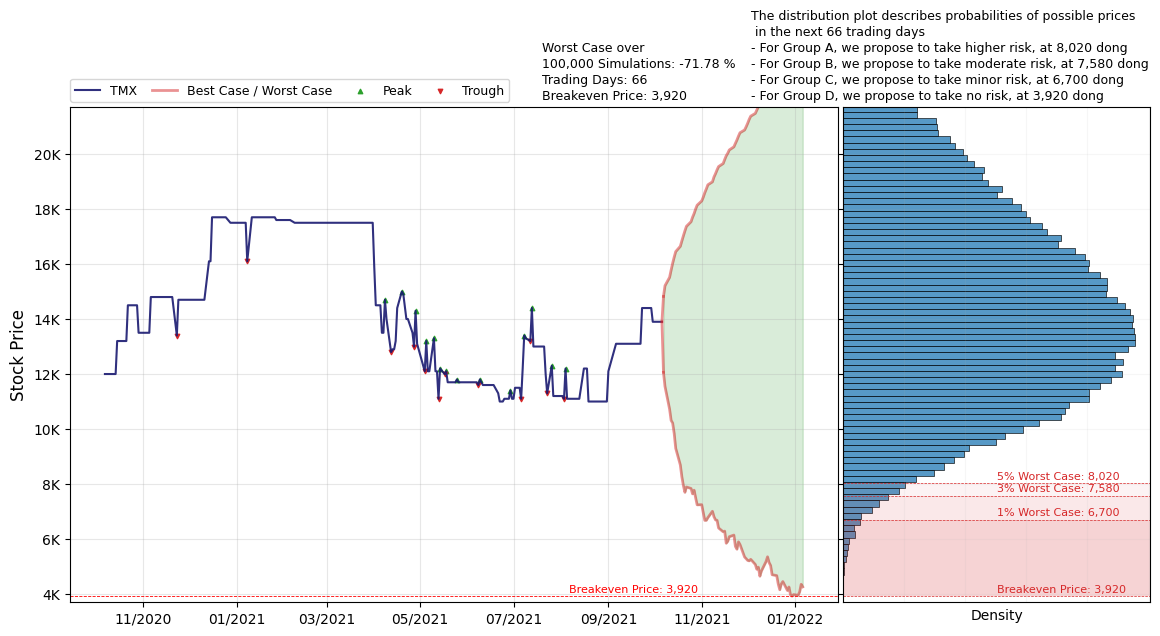 The distribution plot describes probabilities of possible prices
in the next 66 trading days
- For Group A, we propose to take higher risk, at 8,020 dong
- For Group B, we propose to take moderate risk, at 7,580 dong
- For Group C, we propose to take minor risk, at 6,700 dong
- For Group D, we propose to take no risk, at 3,920 dong
Worst Case over
100,000 Simulations: -71.78 %
Trading Days: 66
Breakeven Price: 3,920
TMX
Best Case / Worst Case
Peak
Trough
Stock Price
20K
18K
16K
14K
12K
10K
8K
6K
4K
Breakeven Price: 3,920
11/2020
01/2021
03/2021
05/2021
07/2021
09/2021
11/2021
01/2022
5% Worst Case: 8,020
3% Worst Case: 7,580
1% Worst Case: 6,700
Breakeven Price: 3,920
Density